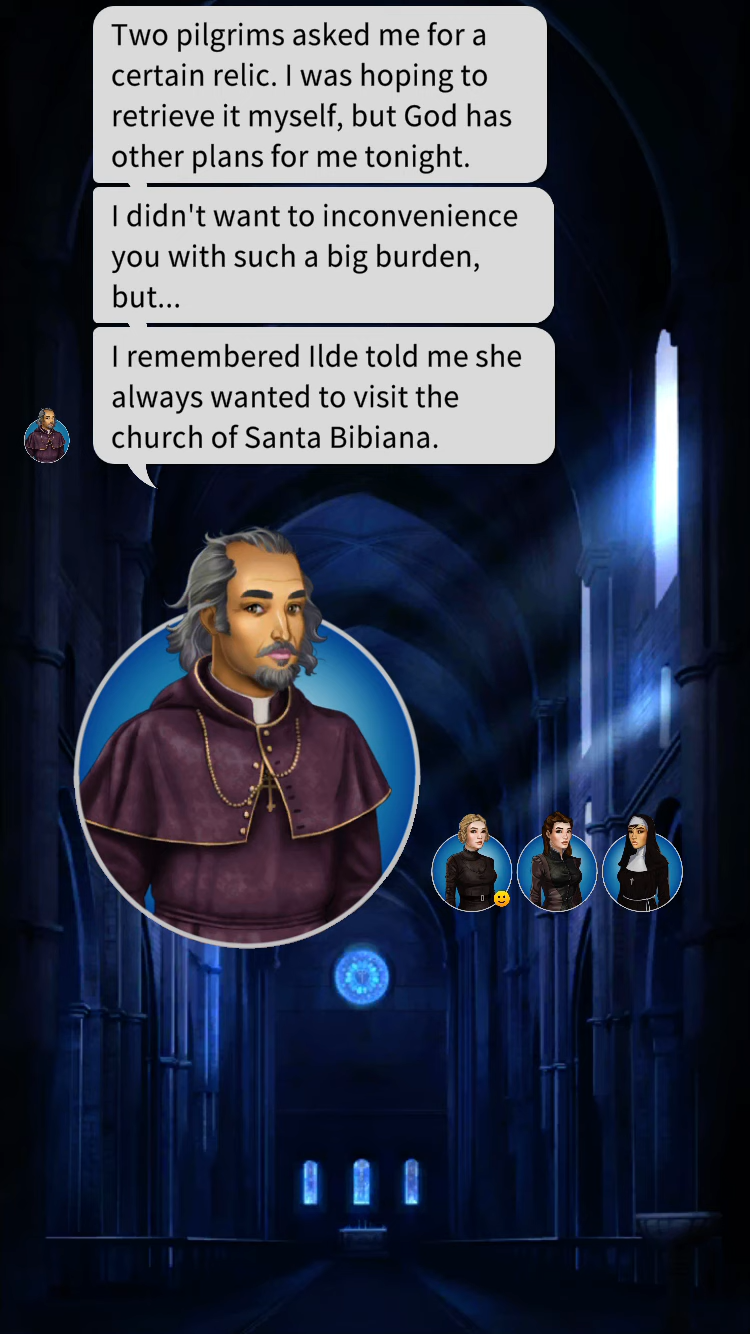 Two pilgrims asked me for a
certain relic. I was hoping to
retrieve it myself, but God has
other plans for me tonight.
I didn't want to inconvenience
you with such a big burden,
but...
I remembered Ilde told me she
always wanted to visit the
church of Santa Bibiana.